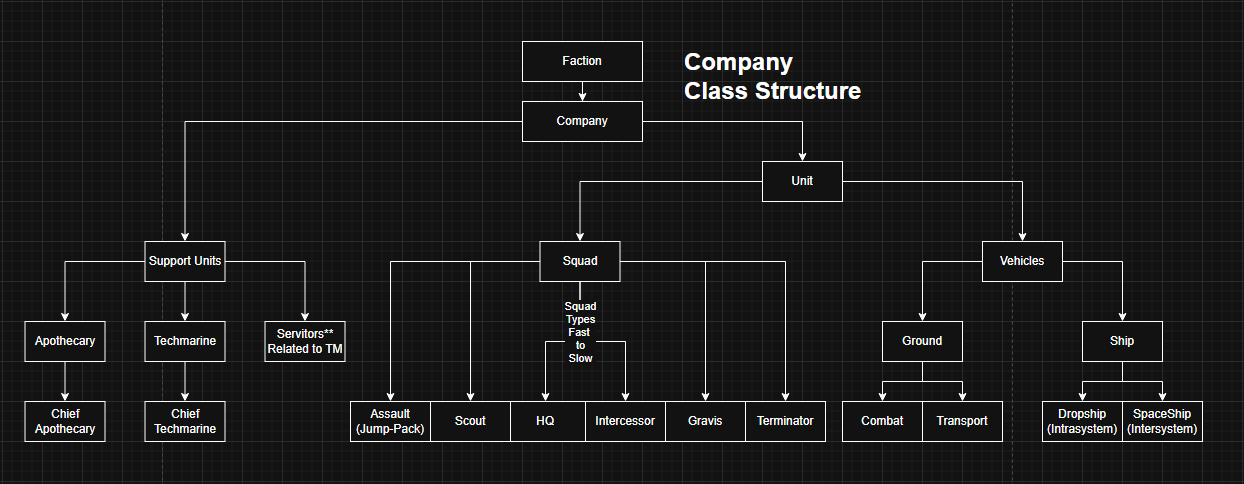 Faction
Company
Class Structure
Company
Unit
Support Units
Squad
Vehicles
Squad
Types
Fast
to
Slow
Apothecary
Techmarine
Servitors**
Related to TM
Ground
Ship
Chief
Apothecary
Chief
Techmarine
Assault
(Jump-Pack)
Scout
HQ
Intercessor
Gravis
Terminator
Combat
Transport
Dropship
(Intrasystem)
SpaceShip
(Intersystem)